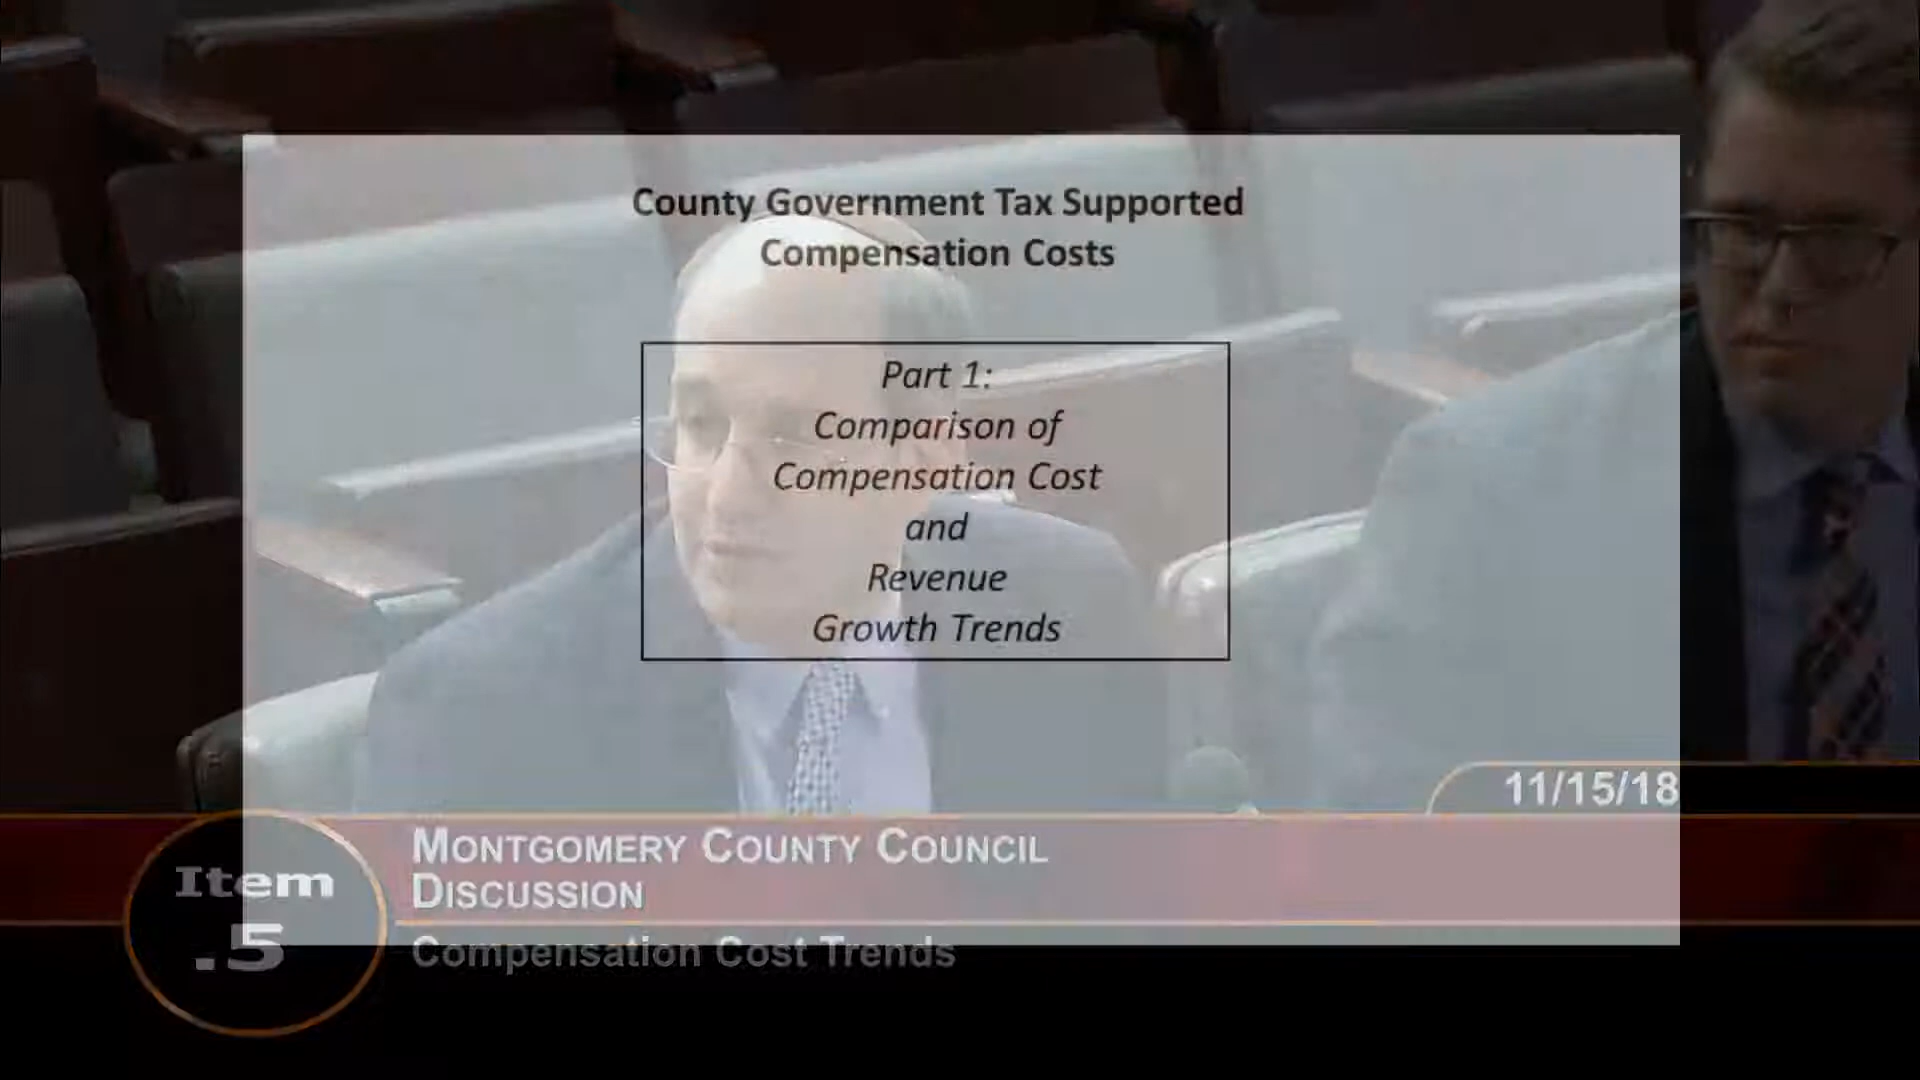 County Government Tax Supported
Compensation Costs
Part 1:
Comparison of
Compensation Cost
and
Revenue
Growth Trends
11/15/18
Item
.5
MONTGOMERY COUNTY COUNCIL
DISCUSSION
Compensation Cost Trends